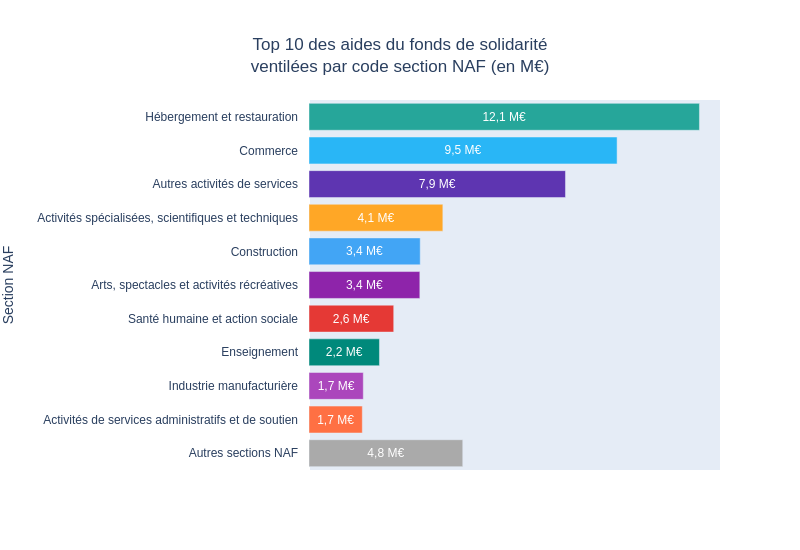 Top 10 des aides du fonds de solidarité
ventilées par code section NAF (en M€)
Section NAF
Hébergement et restauration 12,1 M€
Commerce 9,5 M€
Autres activités de services 7,9 M€
Activités spécialisées, scientifiques et techniques 4,1 M€
Construction 3,4 M€
Arts, spectacles et activités récréatives 3,4 M€
Santé humaine et action sociale 2,6 M€
Enseignement 2,2 M€
Industrie manufacturière 1,7 M€
Activités de services administratifs et de soutien 1,7 M€
Autres sections NAF 4,8 M€